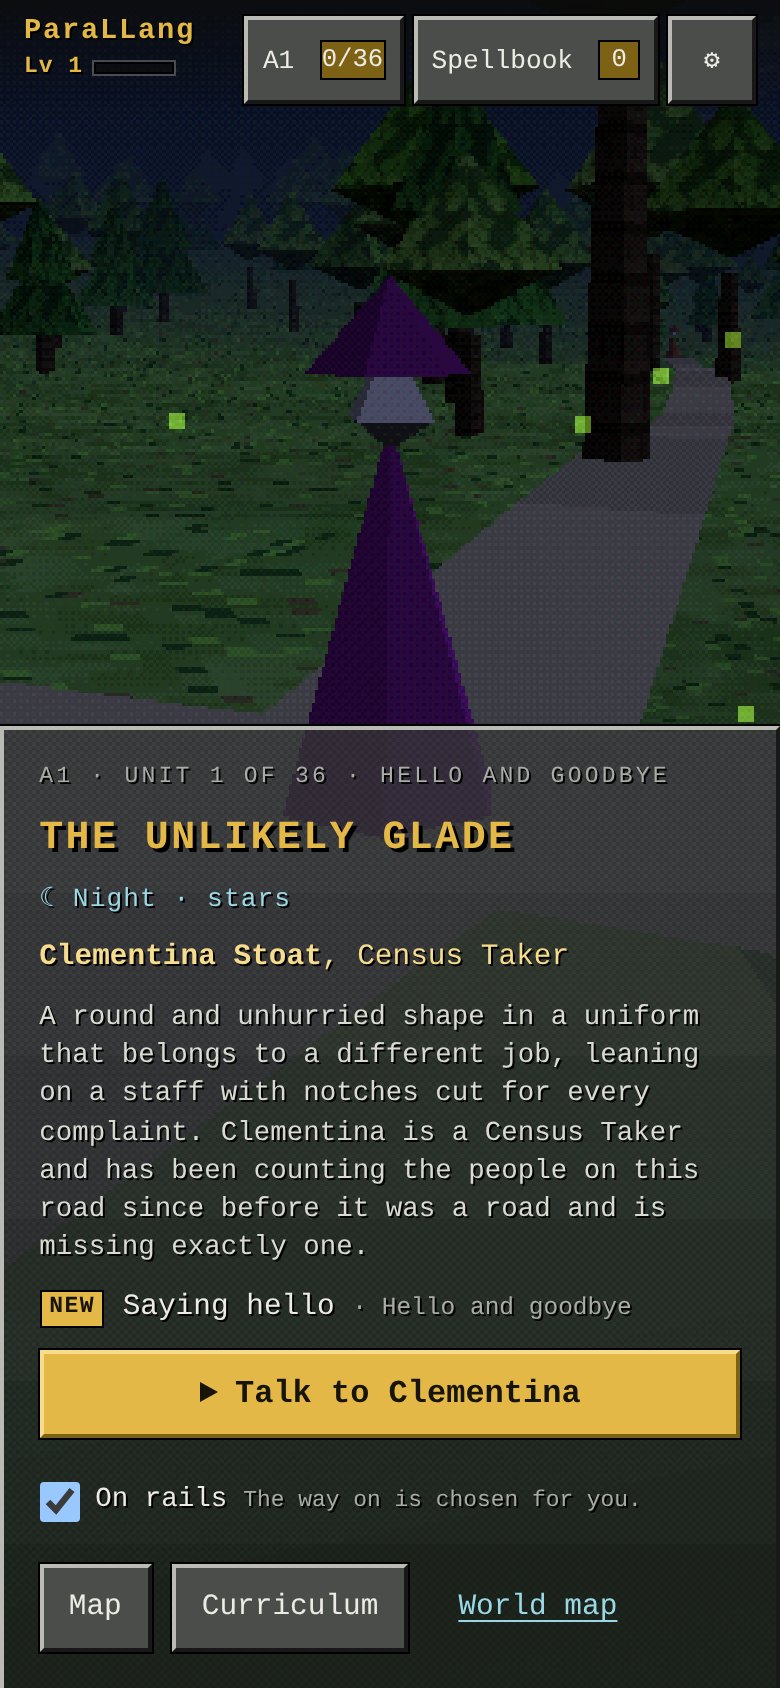 ParaLLang
Lv 1
A1 0/36
Spellbook 0
⚙
A1 · UNIT 1 OF 36 · HELLO AND GOODBYE
THE UNLIKELY GLADE
☾ Night · stars
Clementina Stoat, Census Taker
A round and unhurried shape in a uniform
that belongs to a different job, leaning
on a staff with notches cut for every
complaint. Clementina is a Census Taker
and has been counting the people on this
road since before it was a road and is
missing exactly one.
NEW Saying hello · Hello and goodbye
▶ Talk to Clementina
On rails The way on is chosen for you.
Map Curriculum World map